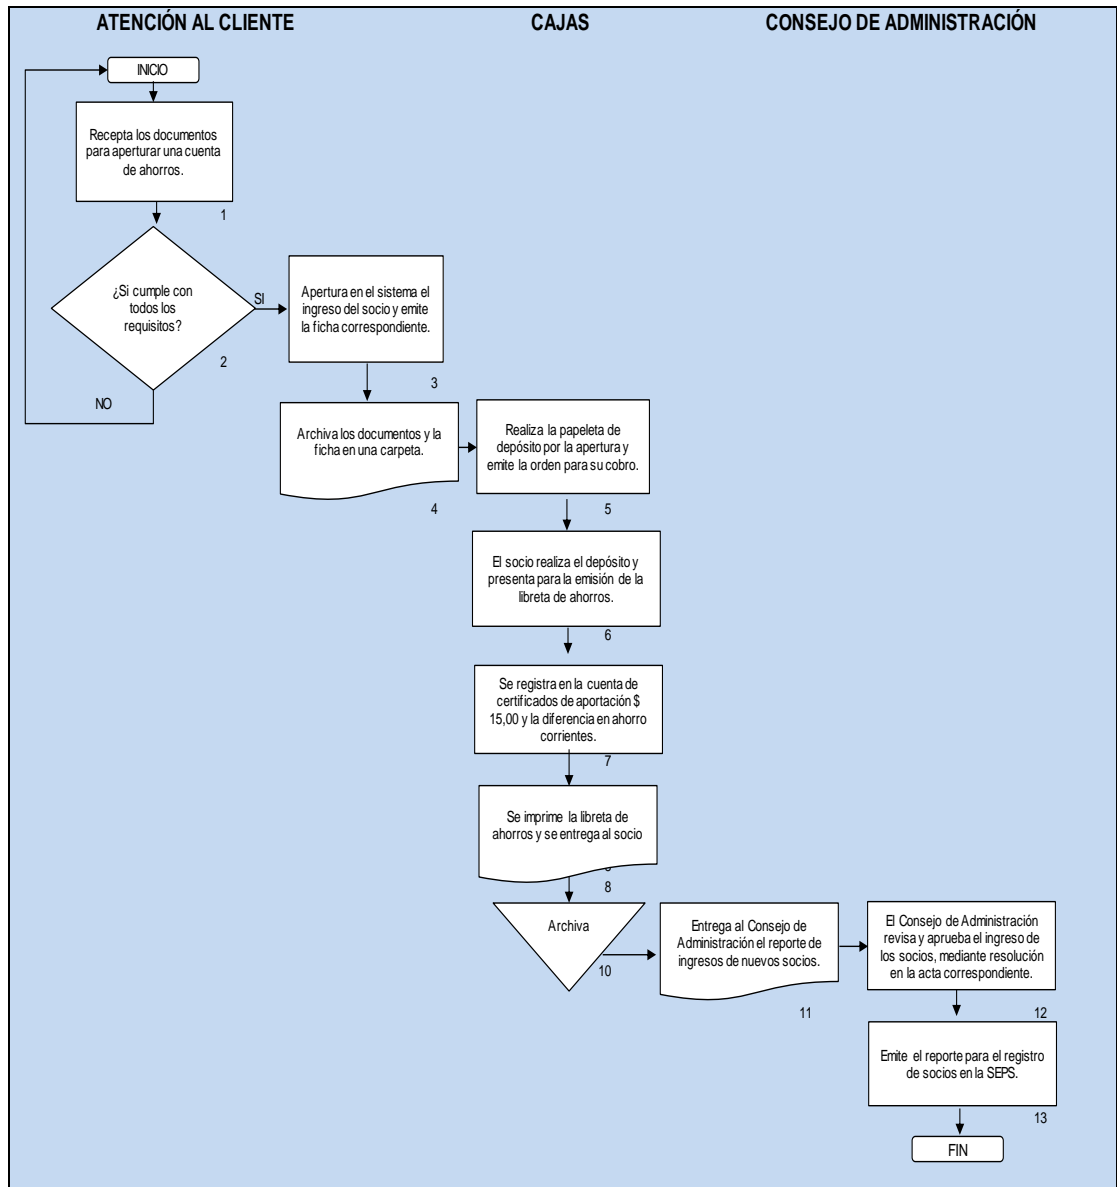 ATENCIÓN AL CLIENTE
CAJAS
CONSEJO DE ADMINISTRACIÓN
INICIO
Recepta los documentos
para aperturar una cuenta
de ahorros.
1
¿Si cumple con
todos los
requisitos?
2
SI
NO
Apertura en el sistema el
ingreso del socio y emite
la ficha correspondiente.
3
Archiva los documentos y la
ficha en una carpeta.
4
Realiza la papeleta de
depósito por la apertura y
emite la orden para su cobro.
5
El socio realiza el depósito y
presenta para la emisión de la
libreta de ahorros.
6
Se registra en la cuenta de
certificados de aportación $
15,00 y la diferencia en ahorro
corrientes.
7
Se imprime la libreta de
ahorros y se entrega al socio
8
Archiva
10
Entrega al Consejo de
Administración el reporte de
ingresos de nuevos socios.
11
El Consejo de Administración
revisa y aprueba el ingreso de
los socios, mediante resolución
en la acta correspondiente.
12
Emite el reporte para el registro
de socios en la SEPS.
13
FIN